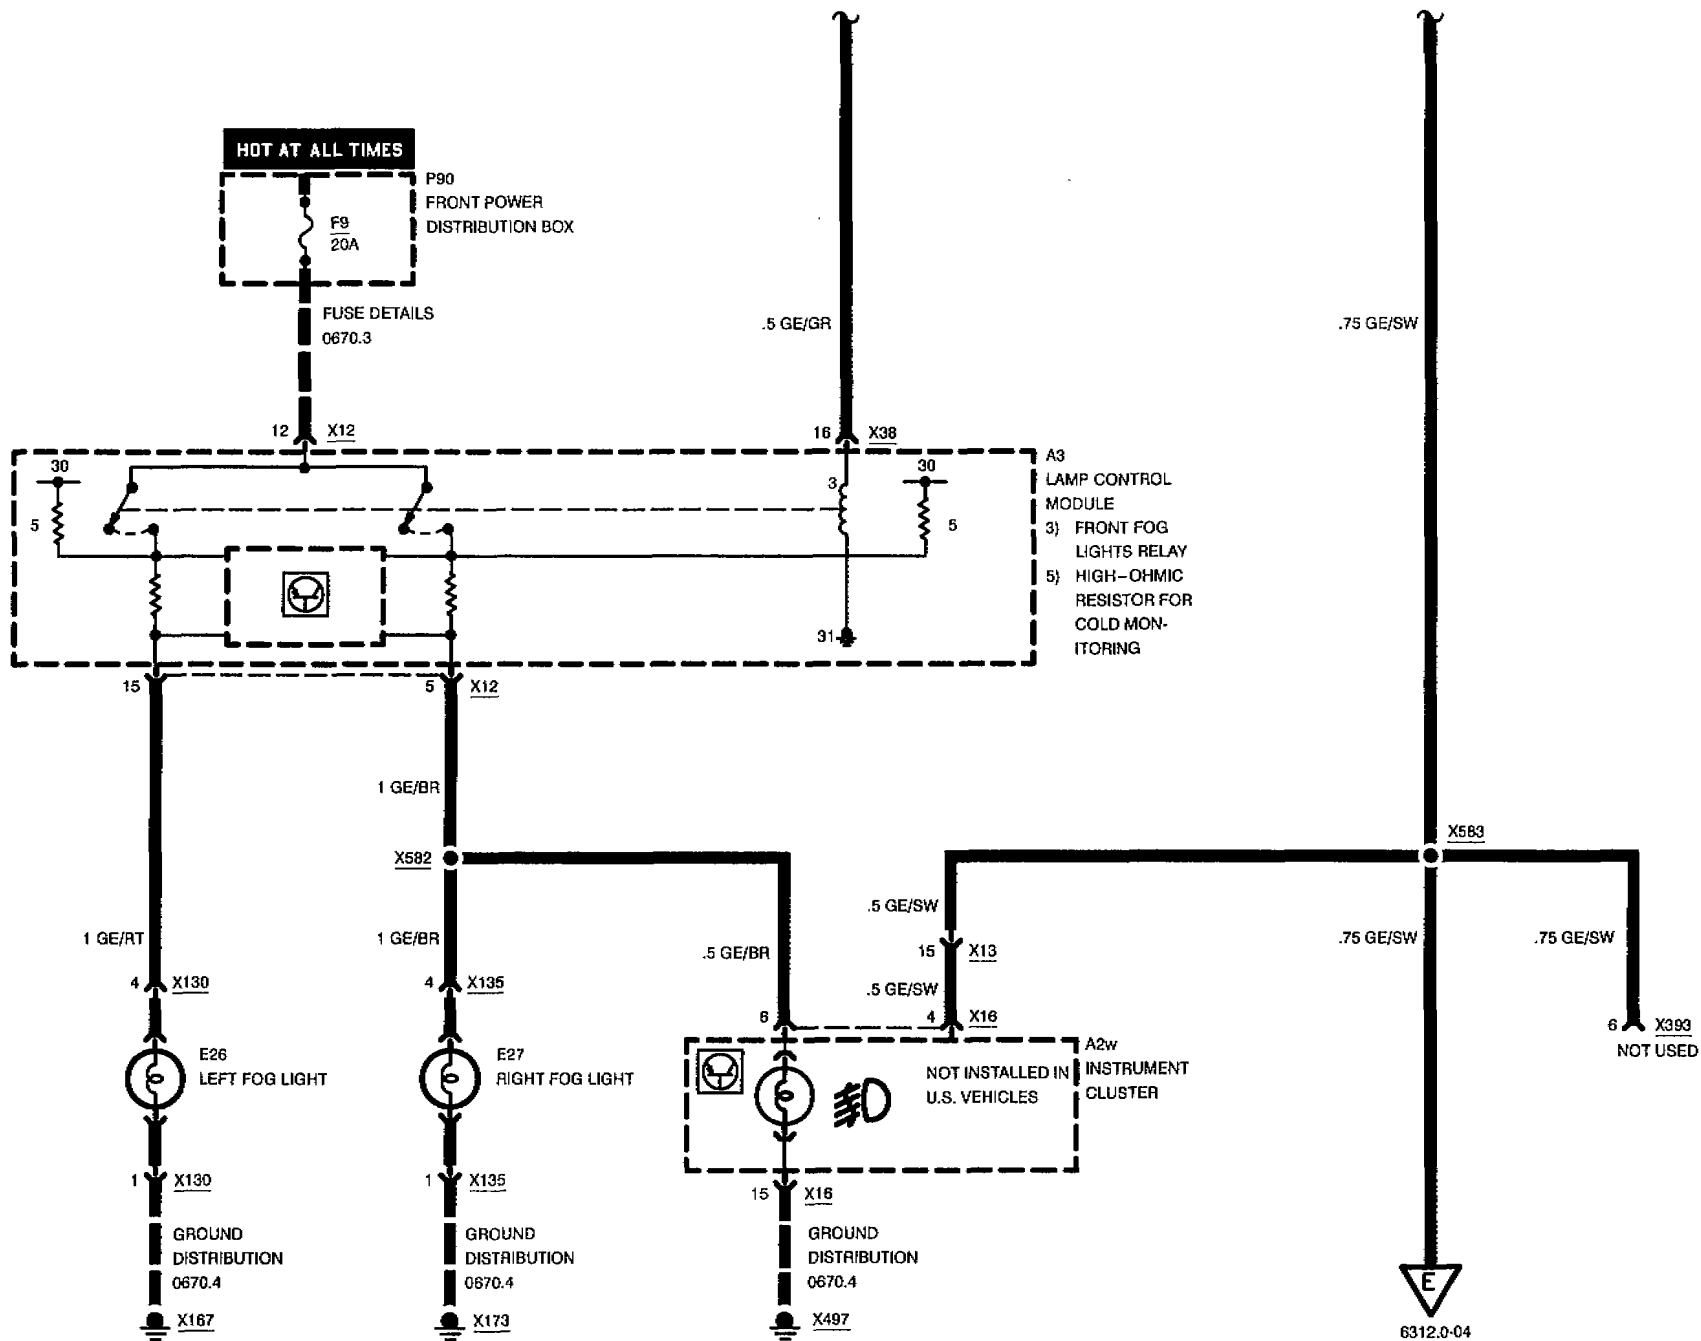 HOT AT ALL TIMES
P90
FRONT POWER
DISTRIBUTION BOX
F9
20A
FUSE DETAILS
0670.3
.5 GE/GR
.75 GE/SW
12 X12
16 X38
A3
LAMP CONTROL
MODULE
3) FRONT FOG
LIGHTS RELAY
5) HIGH-OHMIC
RESISTOR FOR
COLD MON-
ITORING
30
30
3
5
5
31
15
5 X12
1 GE/BR
X582
X583
1 GE/RT
1 GE/BR
.5 GE/BR
.5 GE/SW
15 X13
.5 GE/SW
.75 GE/SW
.75 GE/SW
4 X130
4 X135
6
4 X16
6 X393
NOT USED
E26
LEFT FOG LIGHT
E27
RIGHT FOG LIGHT
A2w
INSTRUMENT
CLUSTER
NOT INSTALLED IN
U.S. VEHICLES
1 X130
1 X135
15 X16
GROUND
DISTRIBUTION
0670.4
GROUND
DISTRIBUTION
0670.4
GROUND
DISTRIBUTION
0670.4
X167
X173
X497
E
6312.0-04